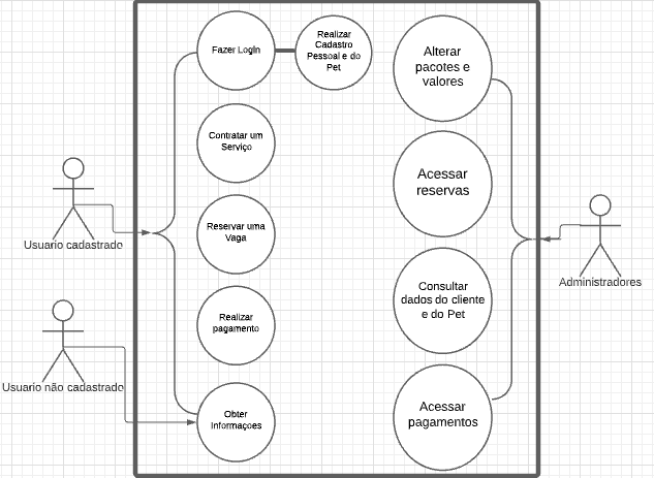 Fazer LogIn
Realizar
Cadastro
Pessoal e do
Pet
Contratar um
Serviço
Reservar uma
Vaga
Realizar
pagamento
Obter
Informaçoes
Alterar
pacotes e
valores
Acessar
reservas
Consultar
dados do cliente
e do Pet
Acessar
pagamentos
Usuario cadastrado
Usuario não cadastrado
Administradores